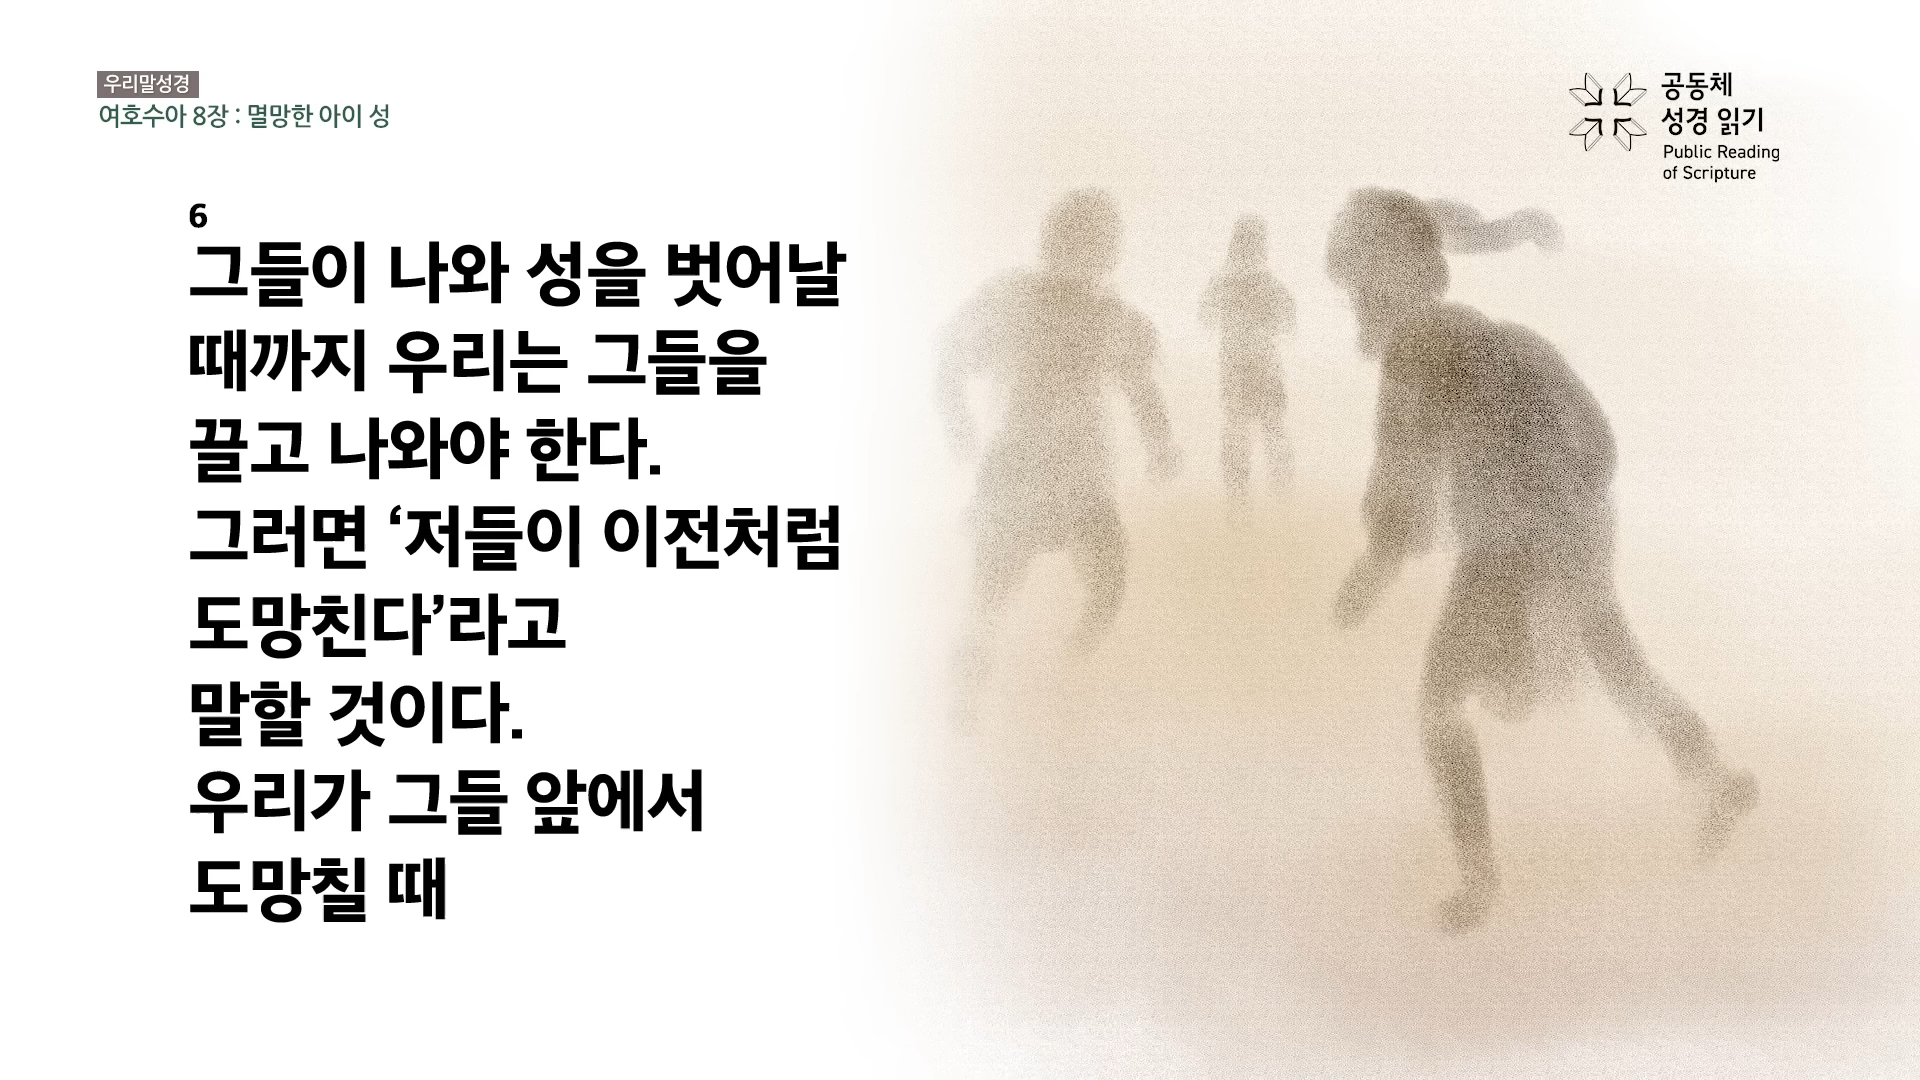 우리말성경
여호수아 8장 : 멸망한 아이 성
공동체
성경 읽기
Public Reading
of Scripture
6
그들이 나와 성을 벗어날
때까지 우리는 그들을
끌고 나와야 한다.
그러면 ‘저들이 이전처럼
도망친다’라고
말할 것이다.
우리가 그들 앞에서
도망칠 때